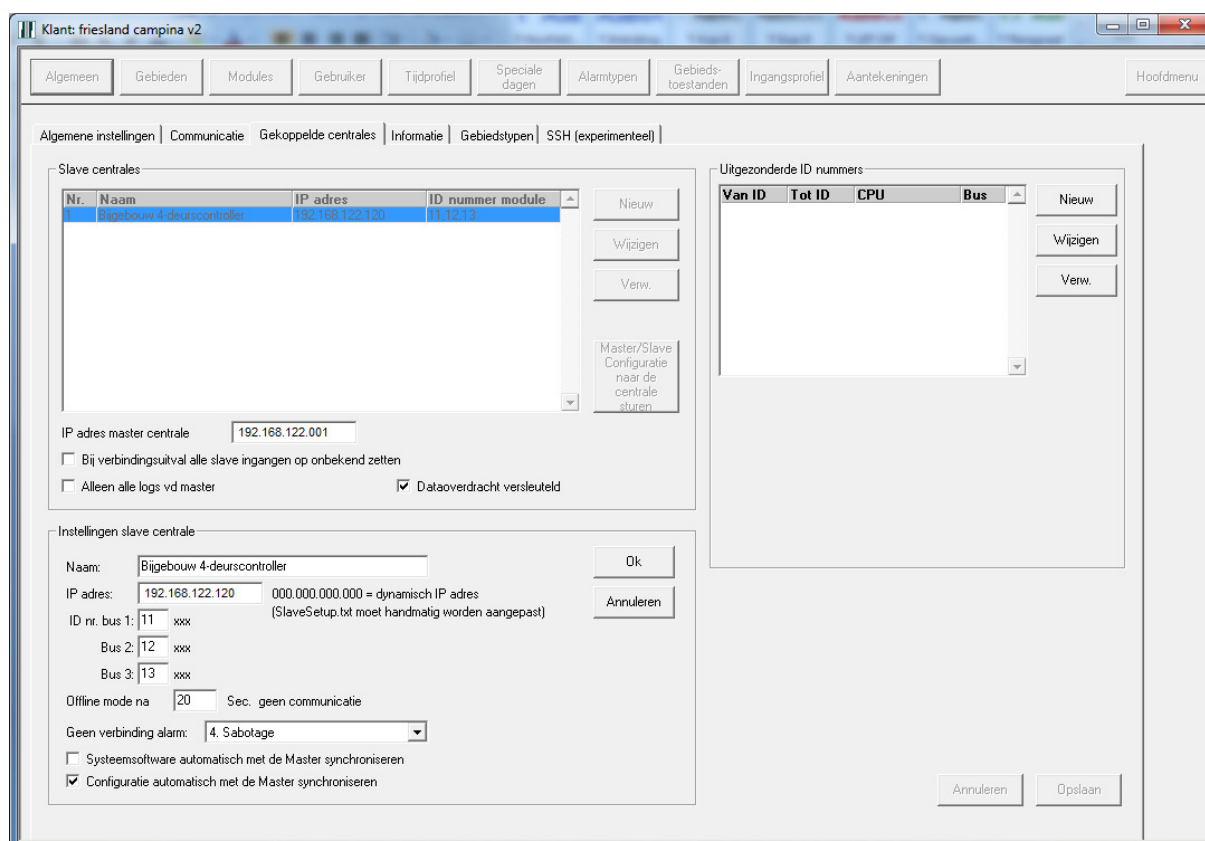 Klant: friesland campina v2
Algemeen Gebieden Modules Gebruiker Tijdprofiel Speciale dagen Alarmtypen Gebieds-toestanden Ingangsprofiel Aantekeningen Hoofdmenu
Algemene instellingen Communicatie Gekoppelde centrales Informatie Gebiedstypen SSH (experimenteel)
Slave centrales
Nr. Naam IP adres ID nummer module
1 Bijgebouw 4-deurscontroller 192.168.122.120 11,12,13
Nieuw
Wijzigen
Verw.
Master/Slave
Configuratie
naar de
centrale
sturen
IP adres master centrale 192.168.122.001
Bij verbindingsuitval alle slave ingangen op onbekend zetten
Alleen alle logs vd master Dataoverdracht versleuteld
Uitgezonderde ID nummers
Van ID Tot ID CPU Bus
Nieuw
Wijzigen
Verw.
Instellingen slave centrale
Naam: Bijgebouw 4-deurscontroller
IP adres: 192.168.122.120 000.000.000.000 = dynamisch IP adres
(SlaveSetup.txt moet handmatig worden aangepast)
ID nr. bus 1: 11 xxx
Bus 2: 12 xxx
Bus 3: 13 xxx
Offline mode na 20 Sec. geen communicatie
Geen verbinding alarm: 4. Sabotage
Systeemsoftware automatisch met de Master synchroniseren
Configuratie automatisch met de Master synchroniseren
Ok
Annuleren
Annuleren Opslaan